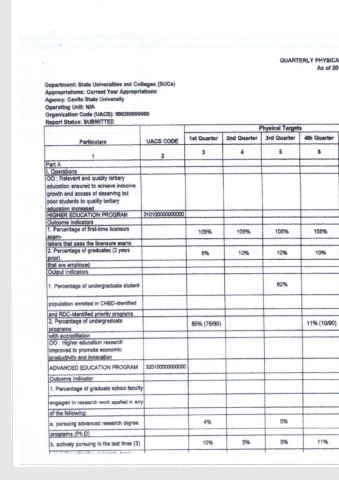 QUARTERLY PHYSICA
As of 20
Department: State Universities and Colleges (SUCs)
Appropriations: Current Year Appropriations
Agency: Cavite State University
Operating Unit: N/A
Organization Code (UACS):
Report Status: SUBMITTED
Physical Targets
Particulars UACS CODE 1st Quarter 2nd Quarter 3rd Quarter 4th Quarter
1 2 3 4 5 6
Part A
I. Operations
OO : Relevant and quality tertiary
education ensured to achieve inclusive
growth and access of deserving but
poor students to quality tertiary
education increased
HIGHER EDUCATION PROGRAM 310100000000000
Outcome Indicators
1. Percentage of first-time licensure
exam- 105% 105% 105% 105%
takers that pass the licensure exams
2. Percentage of graduates (2 years
prior) 5% 10% 10% 10%
that are employed
Output Indicators
1. Percentage of undergraduate student 62%
population enrolled in CHED-identified
and RDC-identified priority programs
2. Percentage of undergraduate
programs 85% (76/90) 11% (10/90)
with accreditation
OO : Higher education research
improved to promote economic
productivity and innovation
ADVANCED EDUCATION PROGRAM 320100000000000
Outcome Indicator
1. Percentage of graduate school faculty
engaged in research work applied in any
of the following:
a. pursuing advanced research degree 4% 5%
programs (Ph.D)
b. actively pursuing in the last three (3) 10% 5% 5% 11%